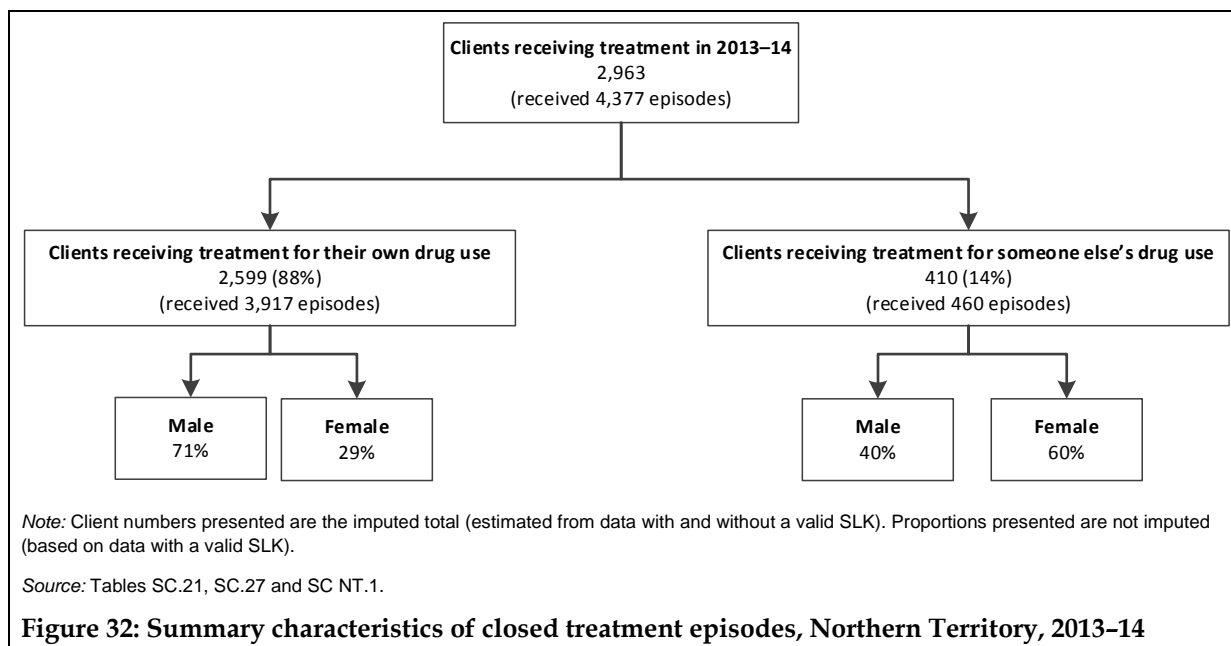 Clients receiving treatment in 2013–14
2,963
(received 4,377 episodes)
Clients receiving treatment for their own drug use
2,599 (88%)
(received 3,917 episodes)
Clients receiving treatment for someone else's drug use
410 (14%)
(received 460 episodes)
Male
71%
Female
29%
Male
40%
Female
60%
Note: Client numbers presented are the imputed total (estimated from data with and without a valid SLK). Proportions presented are not imputed
(based on data with a valid SLK).
Source: Tables SC.21, SC.27 and SC NT.1.
Figure 32: Summary characteristics of closed treatment episodes, Northern Territory, 2013–14